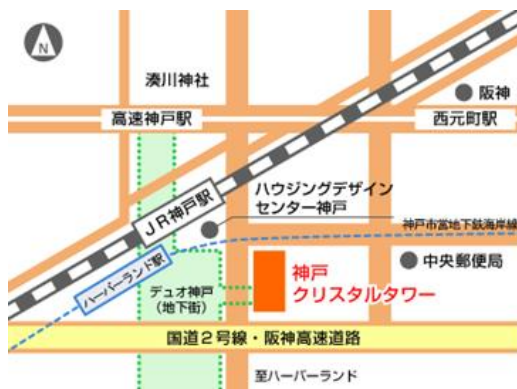 N
湊川神社
阪神
高速神戸駅
西元町駅
JR神戸駅
ハウジングデザイン
センター神戸
神戸市営地下鉄海岸線
ハーバーランド駅
中央郵便局
デュオ神戸
(地下街)
神戸
クリスタルタワー
国道2号線・阪神高速道路
至ハーバーランド